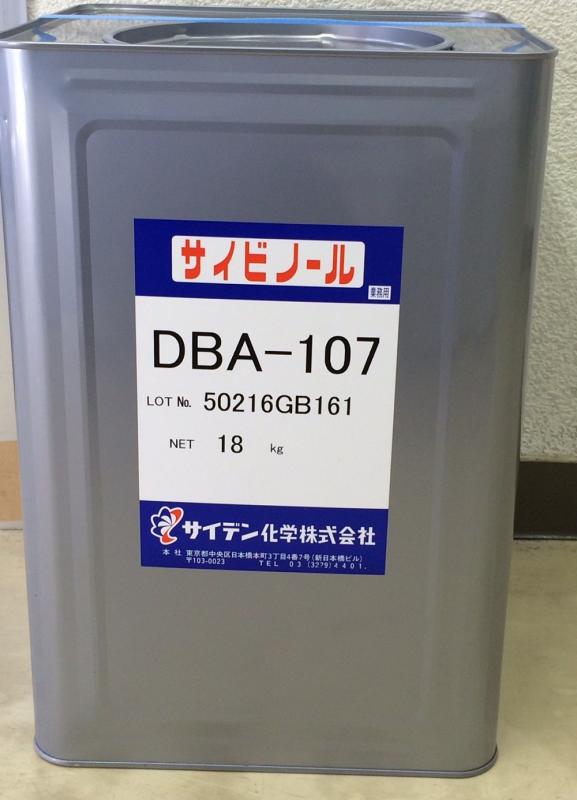 サイビノール
業務用
DBA-107
LOT No. 50216GB161
NET 18 kg
サイデン化学株式会社
本社 東京都中央区日本橋本町3丁目4番7号(新日本橋ビル)
〒103-0023 TEL 03(3279)4401.